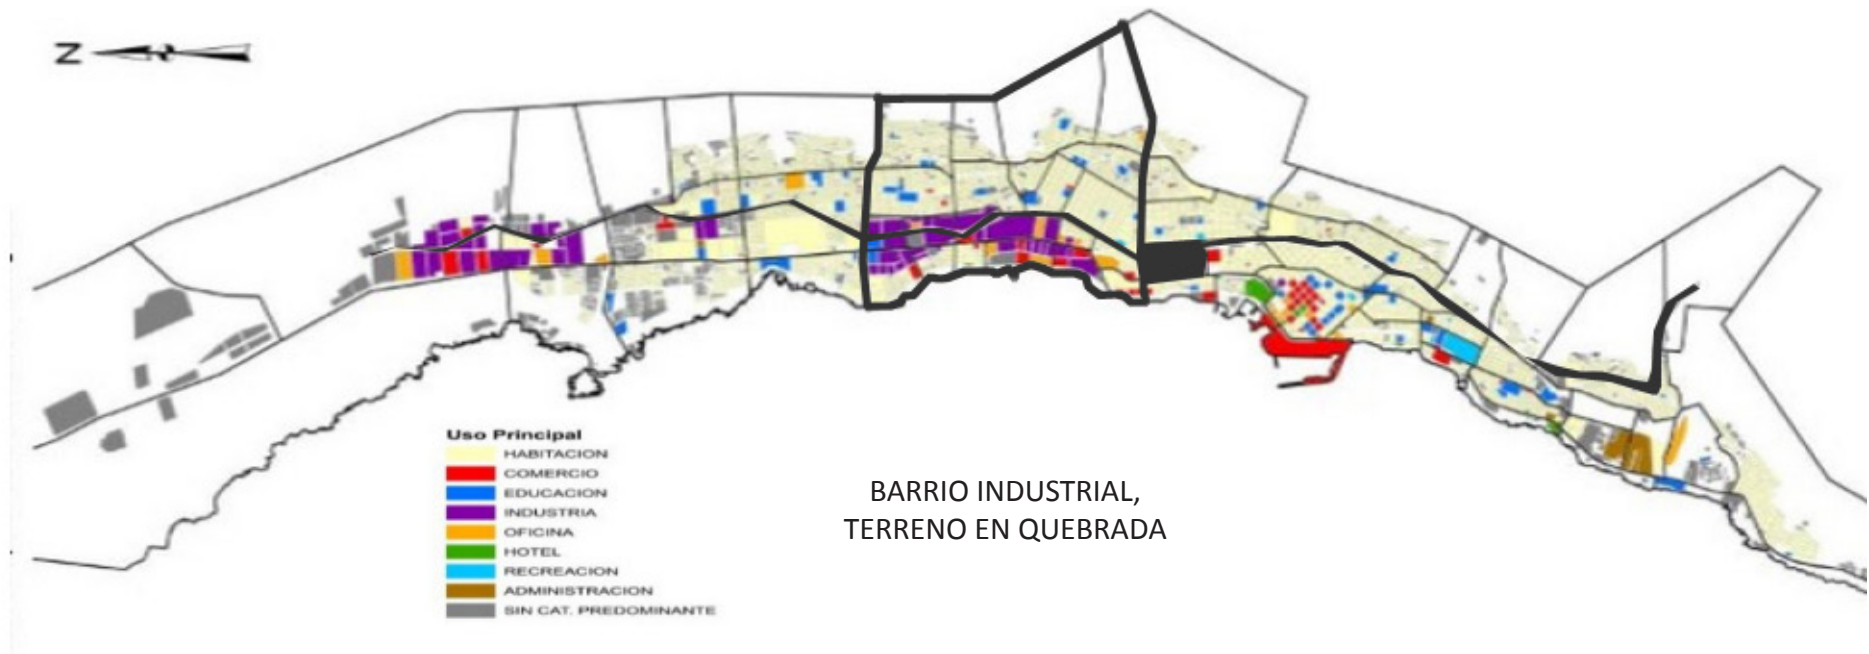 N
Uso Principal
HABITACION
COMERCIO
EDUCACION
INDUSTRIA
OFICINA
HOTEL
RECREACION
ADMINISTRACION
SIN CAT. PREDOMINANTE
BARRIO INDUSTRIAL,
TERRENO EN QUEBRADA